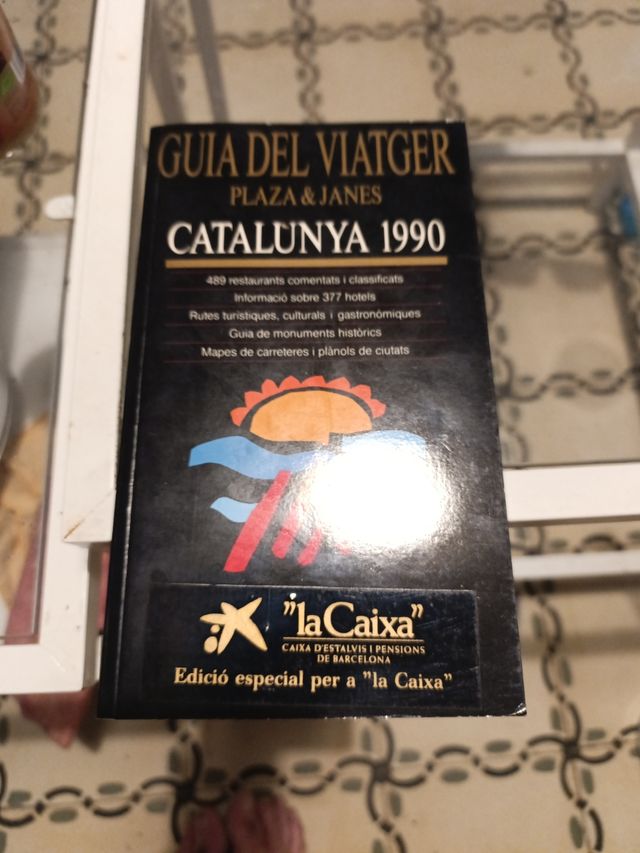 GUIA DEL VIATGER
PLAZA & JANES
CATALUNYA 1990
489 restaurants comentats i classificats
Informació sobre 377 hotels
Rutes turístiques, culturals i gastronómiques
Guia de monuments històrics
Mapes de carreteres i plànols de ciutats
"la Caixa"
CAIXA D'ESTALVIS I PENSIONS
DE BARCELONA
Edició especial per a "la Caixa"